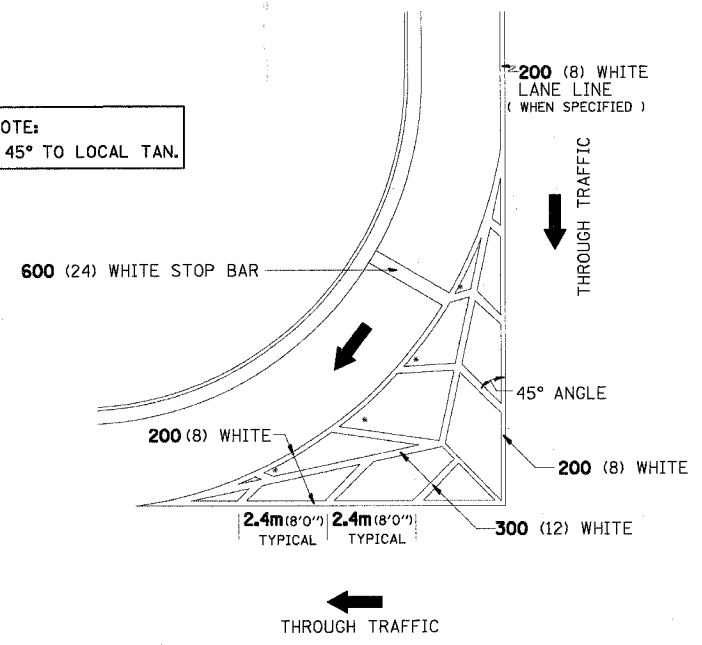 200 (8) WHITE
LANE LINE
( WHEN SPECIFIED )
OTE:
45° TO LOCAL TAN.
THROUGH TRAFFIC
600 (24) WHITE STOP BAR
*
*
45° ANGLE
*
200 (8) WHITE
*
200 (8) WHITE
2.4m (8'0") 2.4m (8'0")
TYPICAL TYPICAL
300 (12) WHITE
THROUGH TRAFFIC